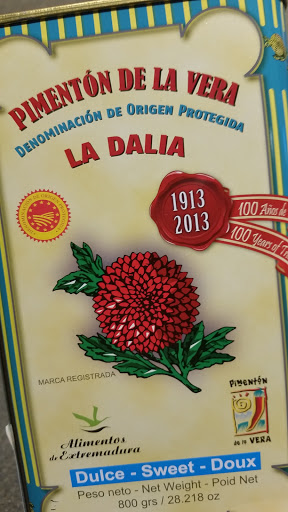 PIMENTÓN DE LA VERA
DENOMINACIÓN DE ORIGEN PROTEGIDA
LA DALIA
1913
2013
100 Años de
100 Years of Tra
MARCA REGISTRADA
Alimentos
de Extremadura
PIMENTÓN
de la VERA
Dulce - Sweet - Doux
Peso neto - Net Weight - Poid Net
800 grs / 28.218 oz